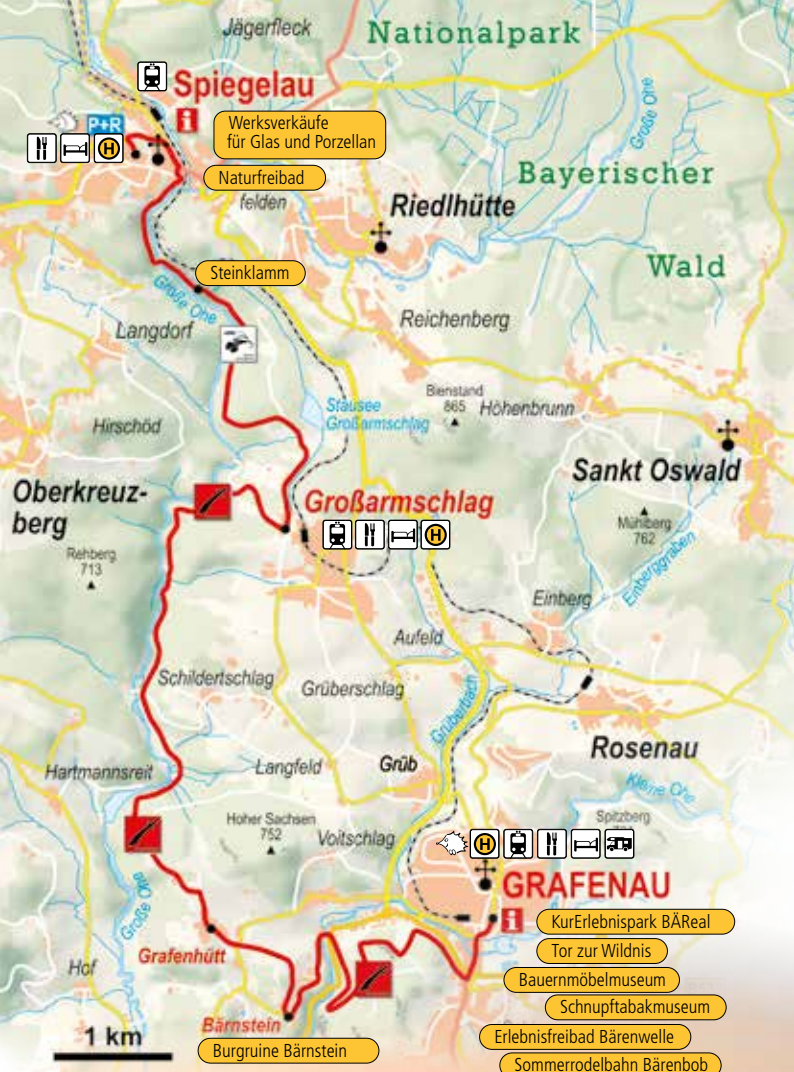 Jägerfleck
Nationalpark
Spiegelau
i
P+R
H
Werksverkäufe
für Glas und Porzellan
Große Ohe
Naturfreibad
felden
Bayerischer
Riedlhütte
Wald
Steinklamm
Große Ohe
Langdorf
Reichenberg
Bienstand
865
Höhenbrunn
Stausee
Großarmschlag
Hirschöd
Sankt Oswald
Oberkreuz-
berg
Großarmschlag
H
Mühlberg
762
Rehberg
713
Einberggraben
Einberg
Aufeld
Schildertschlag
Grüberschlag
Grüberbach
Rosenau
Hartmannsreit
Langfeld
Grüb
Kleine Ohe
Hoher Sachsen
752
Voitschlag
Spitzberg
H
GRAFENAU
i
Große Ohe
KurErlebnispark BÄReal
Grafenhütt
Tor zur Wildnis
Hof
Bauernmöbelmuseum
Schnupftabakmuseum
Bärnstein
1 km
Erlebnisfreibad Bärenwelle
Burgruine Bärnstein
Sommerrodelbahn Bärenbob